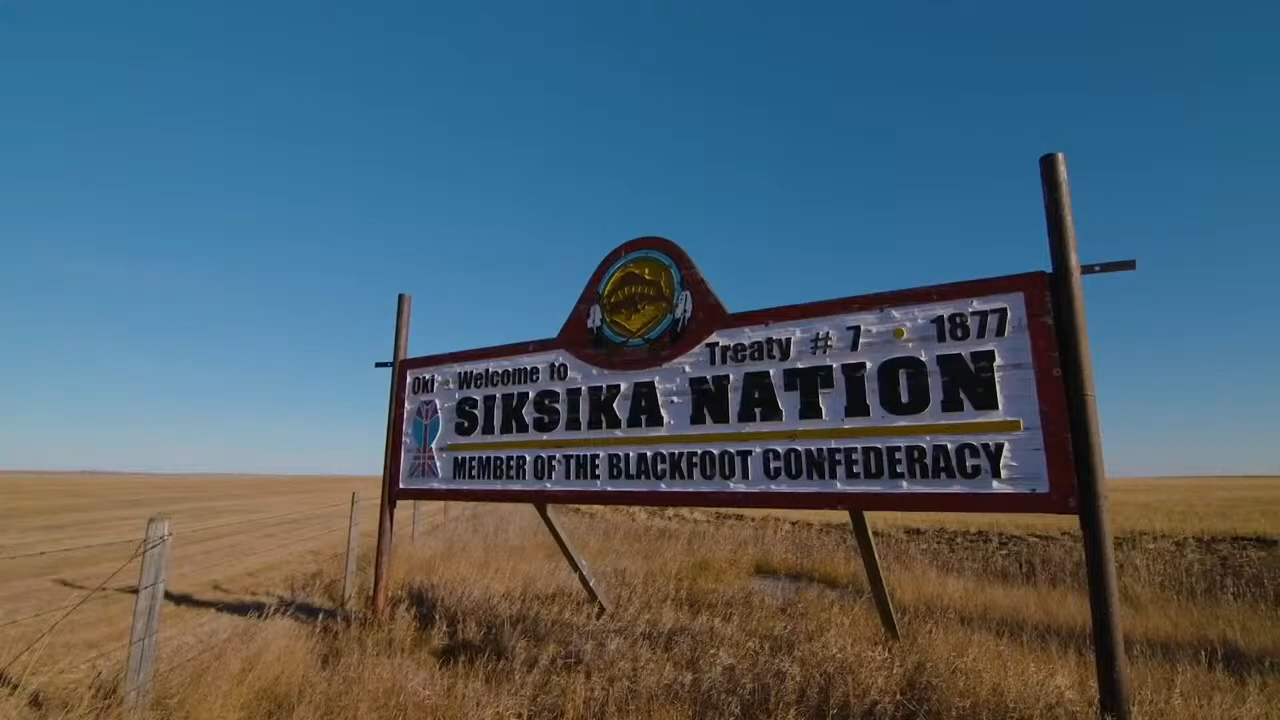 Oki - Welcome to
Treaty # 7 • 1877
SIKSIKA NATION
MEMBER OF THE BLACKFOOT CONFEDERACY